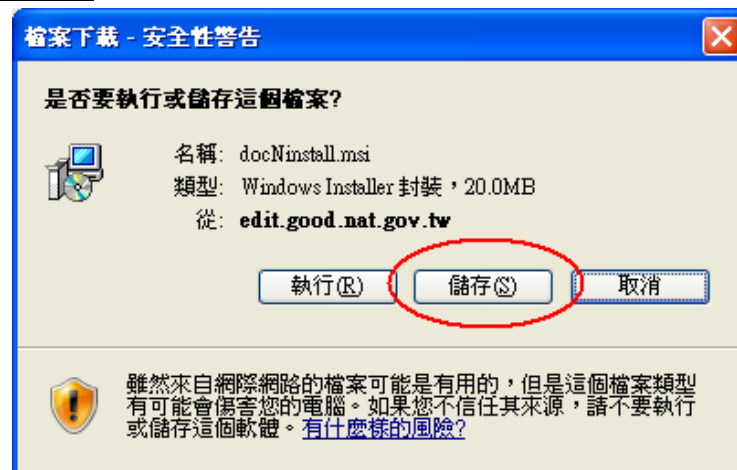 檔案下載 - 安全性警告
是否要執行或儲存這個檔案?
名稱: docNinstall.msi
類型: Windows Installer 封裝，20.0MB
從: edit.good.nat.gov.tw
執行(R) 儲存(S) 取消
雖然來自網際網路的檔案可能是有用的，但是這個檔案類型
有可能會傷害您的電腦。如果您不信任其來源，請不要執行
或儲存這個軟體。有什麼樣的風險?